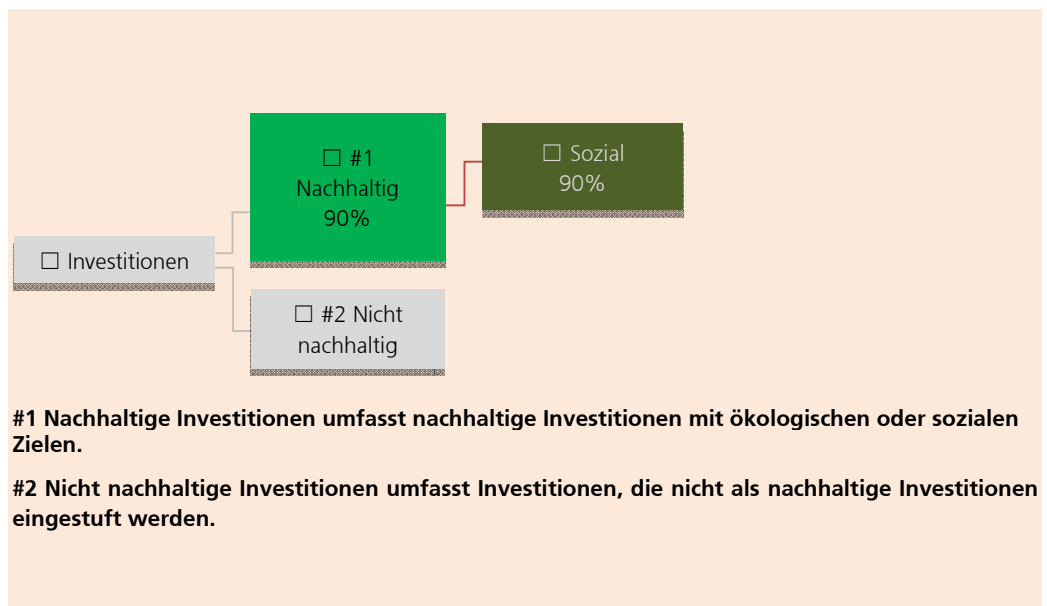 ☐ #1
Nachhaltig
90%
☐ Sozial
90%
☐ Investitionen
☐ #2 Nicht
nachhaltig
#1 Nachhaltige Investitionen umfasst nachhaltige Investitionen mit ökologischen oder sozialen
Zielen.
#2 Nicht nachhaltige Investitionen umfasst Investitionen, die nicht als nachhaltige Investitionen
eingestuft werden.